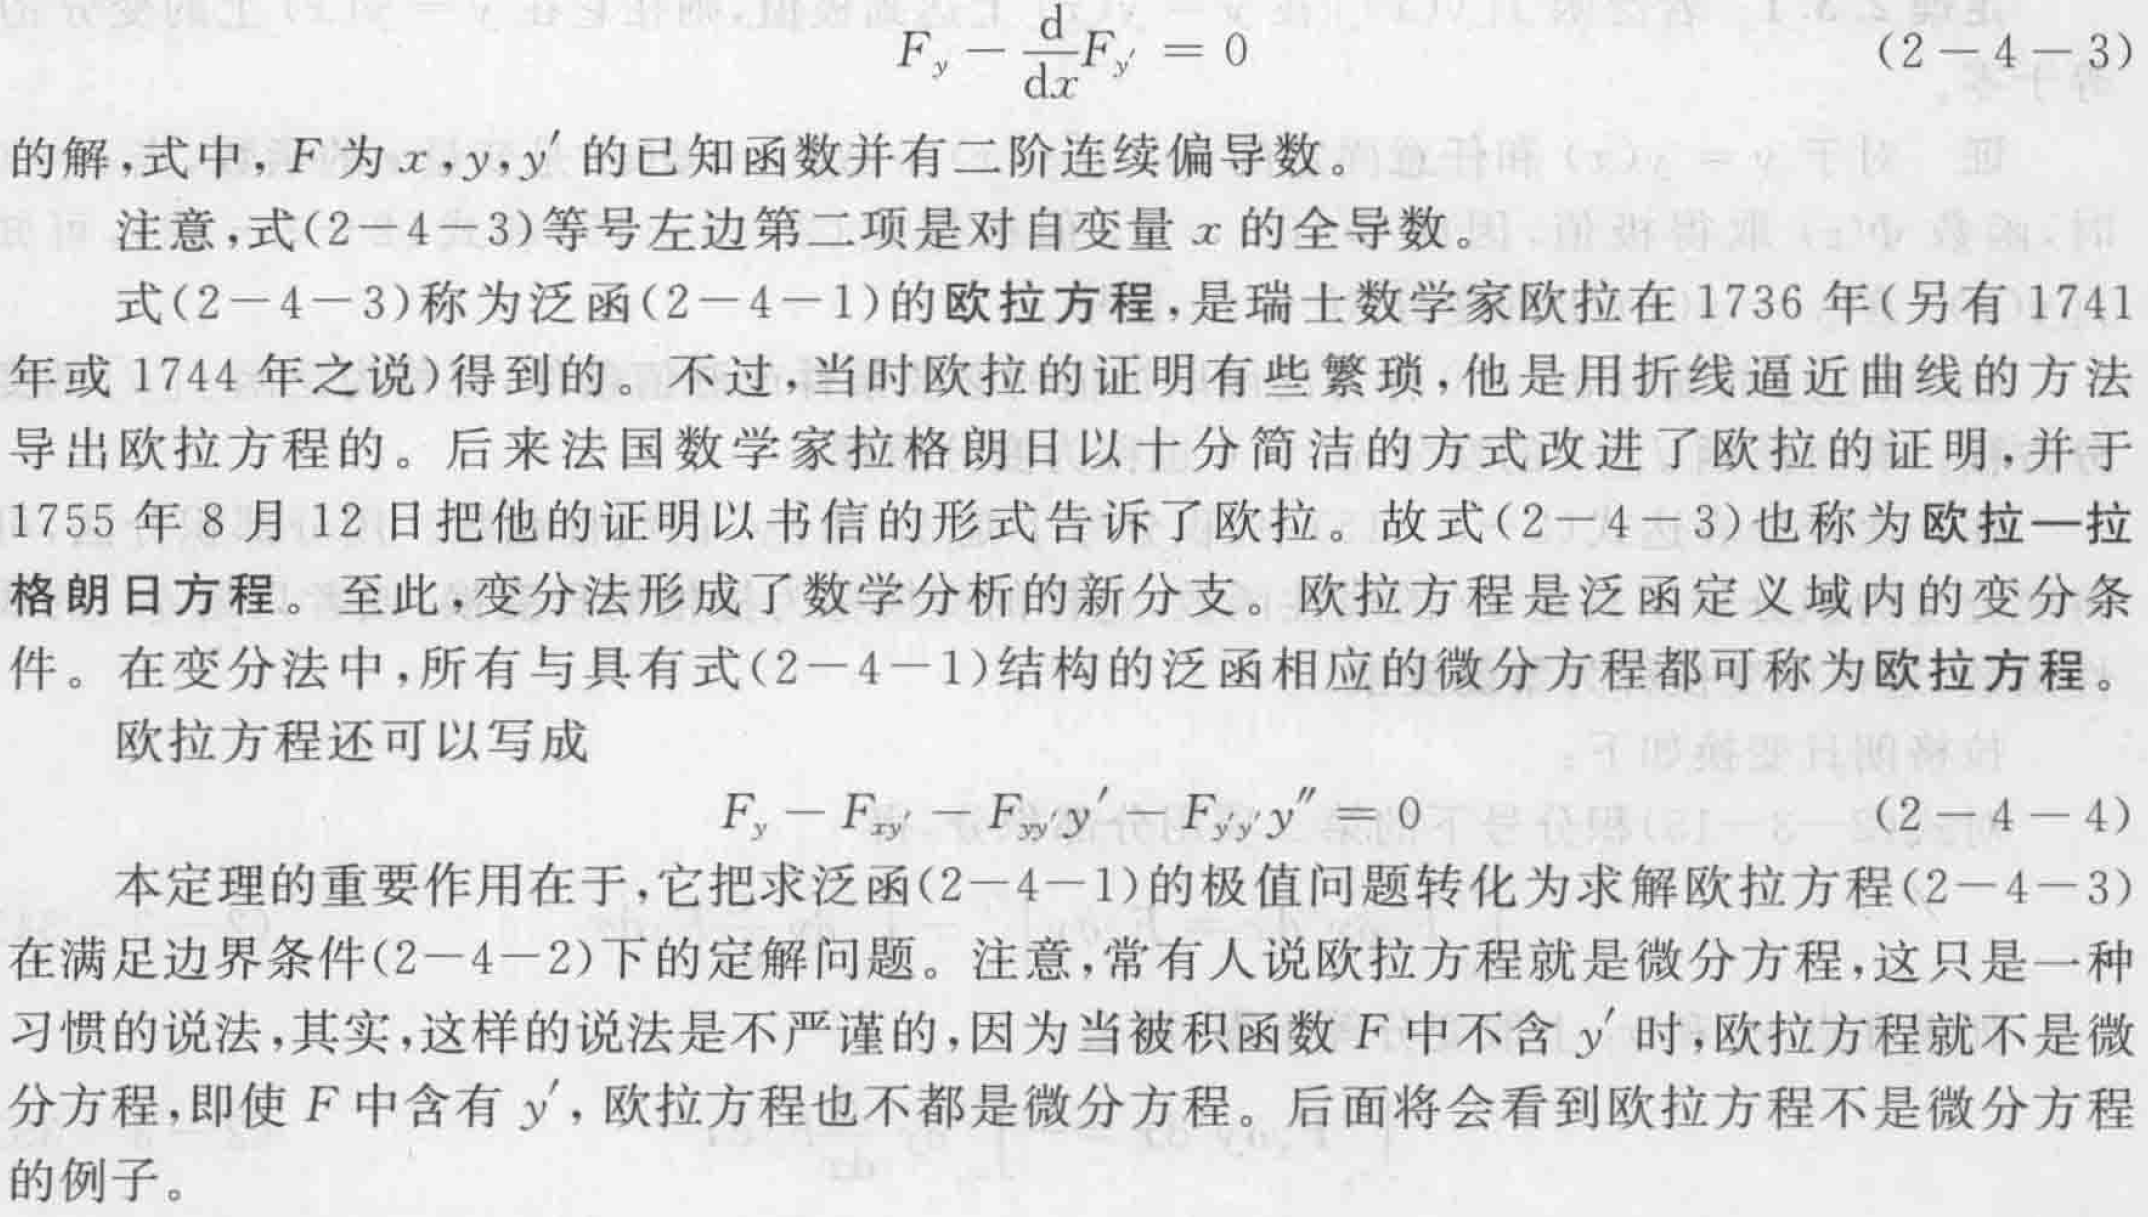 F_y − d/dx F_{y′} = 0 (2−4−3)
的解,式中, F 为 x, y, y′ 的已知函数并有二阶连续偏导数。
注意,式(2−4−3)等号左边第二项是对自变量 x 的全导数。
式(2−4−3)称为泛函(2−4−1)的欧拉方程,是瑞士数学家欧拉在 1736 年(另有 1741
年或 1744 年之说)得到的。不过,当时欧拉的证明有些繁琐,他是用折线逼近曲线的方法
导出欧拉方程的。后来法国数学家拉格朗日以十分简洁的方式改进了欧拉的证明,并于
1755 年 8 月 12 日把他的证明以书信的形式告诉了欧拉。故式(2−4−3)也称为欧拉—拉
格朗日方程。至此,变分法形成了数学分析的新分支。欧拉方程是泛函定义域内的变分条
件。在变分法中,所有与具有式(2−4−1)结构的泛函相应的微分方程都可称为欧拉方程。
欧拉方程还可以写成
F_y − F_{xy′} − F_{yy′} y′ − F_{y′y′} y″ = 0 (2−4−4)
本定理的重要作用在于,它把求泛函(2−4−1)的极值问题转化为求解欧拉方程(2−4−3)
在满足边界条件(2−4−2)下的定解问题。注意,常有人说欧拉方程就是微分方程,这只是一种
习惯的说法,其实,这样的说法是不严谨的,因为当被积函数 F 中不含 y′ 时,欧拉方程就不是微
分方程,即使 F 中含有 y′, 欧拉方程也不都是微分方程。后面将会看到欧拉方程不是微分方程
的例子。